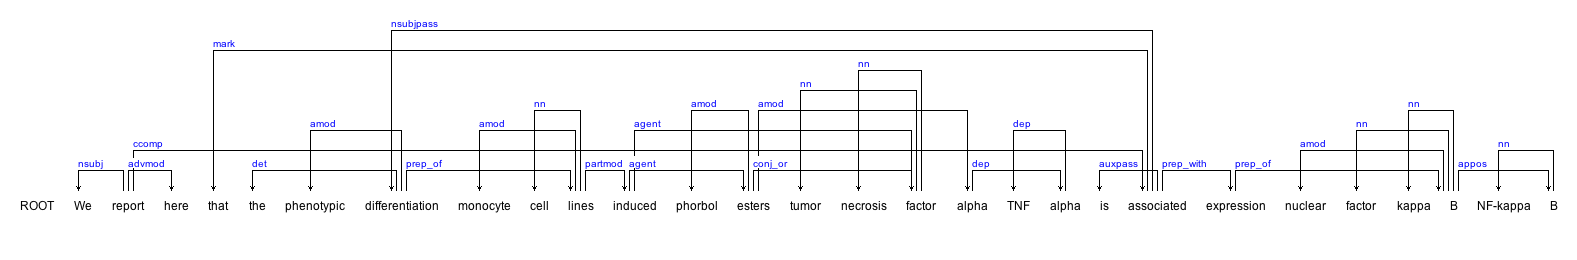 nsubjpass
mark
nn
nn
amod amod nn
amod amod agent dep nn
ccomp amod
nsubj advmod det prep_of partmod agent conj_or dep auxpass prep_with prep_of appos nn
ROOT We report here that the phenotypic differentiation monocyte cell lines induced phorbol esters tumor necrosis factor alpha TNF alpha is associated expression nuclear factor kappa B NF-kappa B